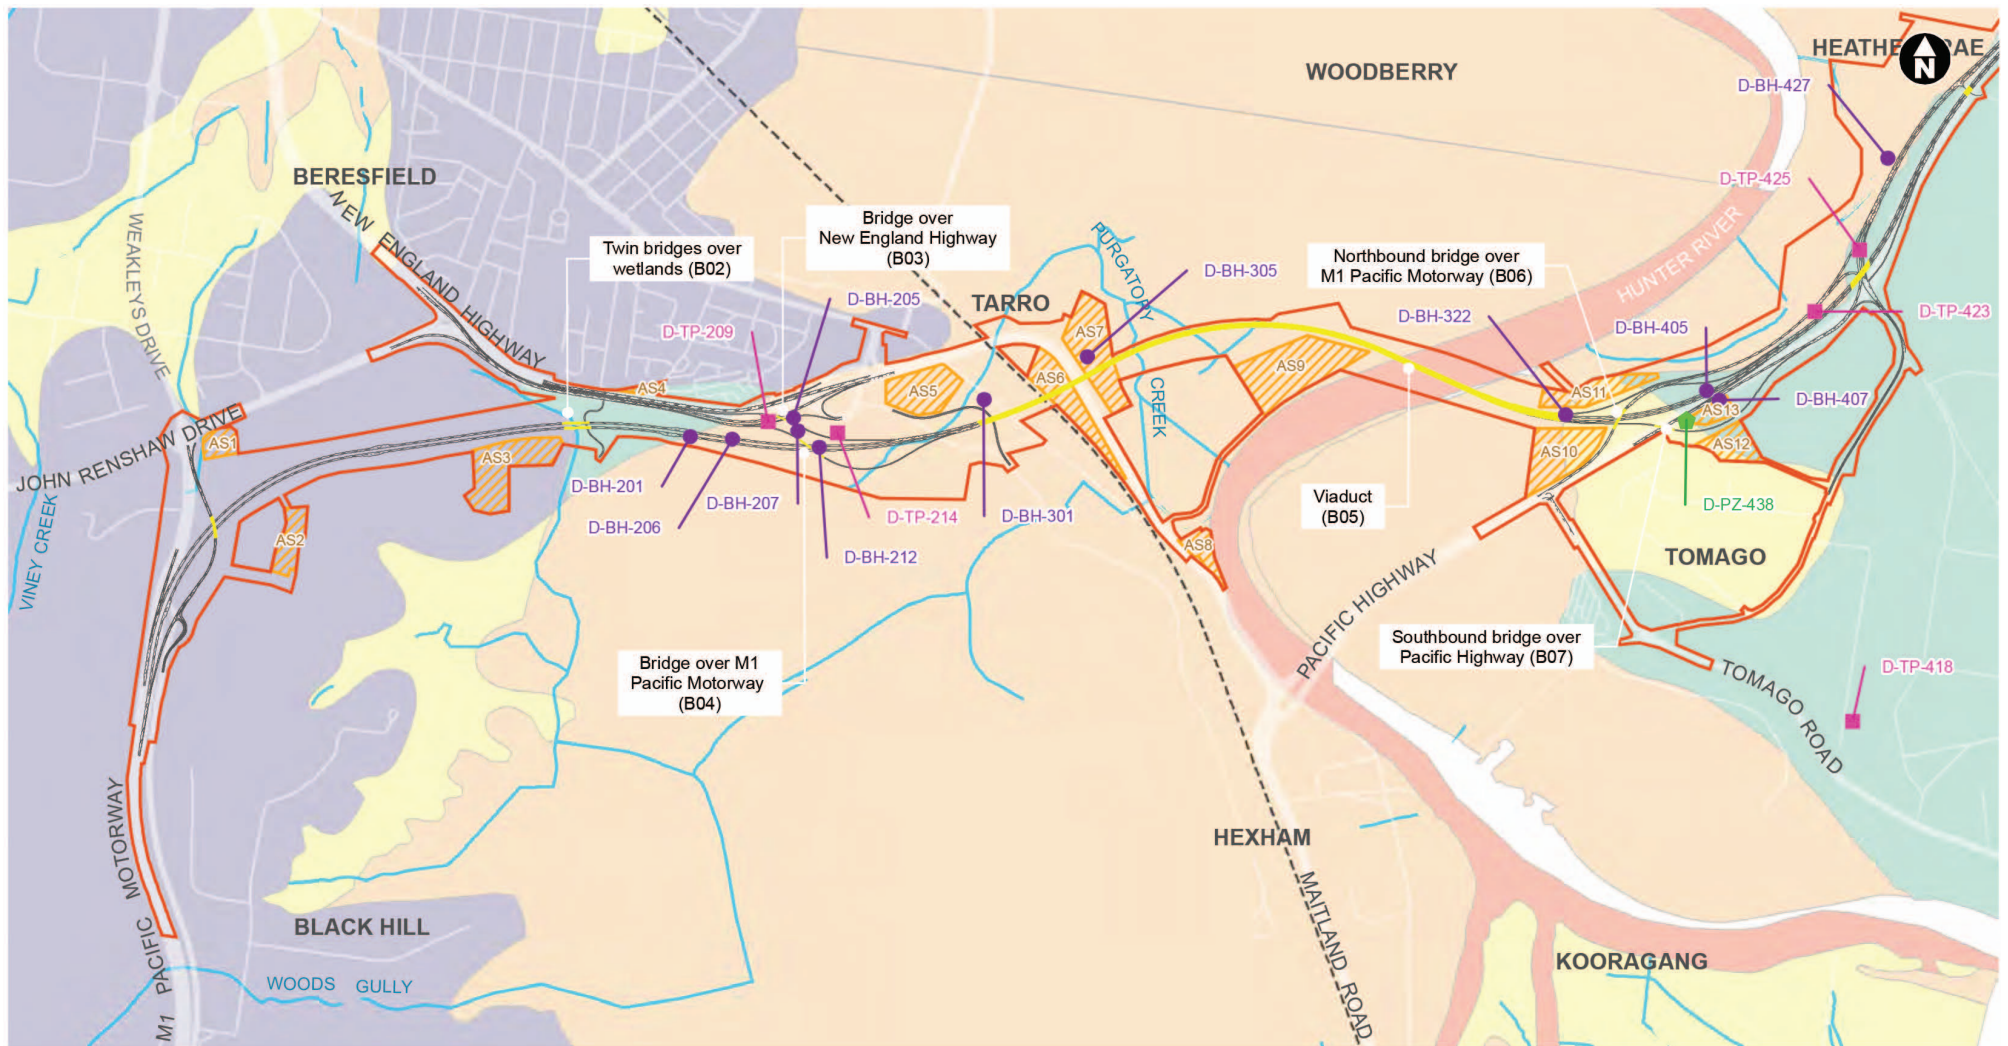 HEATHE
RAE
N
WOODBERRY
D-BH-427
D-TP-425
BERESFIELD
NEW ENGLAND HIGHWAY
WEAKLEYS DRIVE
Twin bridges over
wetlands (B02)
Bridge over
New England Highway
(B03)
PURGATORY
CREEK
Northbound bridge over
M1 Pacific Motorway (B06)
HUNTER RIVER
D-BH-305
D-BH-205
TARRO
D-TP-209
D-BH-322
D-BH-405
D-TP-423
AS7
AS4
AS5
AS6
AS9
AS11
AS13
D-BH-407
JOHN RENSHAW DRIVE
AS1
AS3
AS10
AS12
D-BH-201
D-BH-207
D-BH-206
D-TP-214
D-BH-301
Viaduct
(B05)
D-PZ-438
AS2
AS8
D-BH-212
TOMAGO
VINEY CREEK
PACIFIC HIGHWAY
Bridge over M1
Pacific Motorway
(B04)
Southbound bridge over
Pacific Highway (B07)
D-TP-418
TOMAGO ROAD
M1 PACIFIC MOTORWAY
HEXHAM
MAITLAND ROAD
BLACK HILL
KOORAGANG
WOODS GULLY